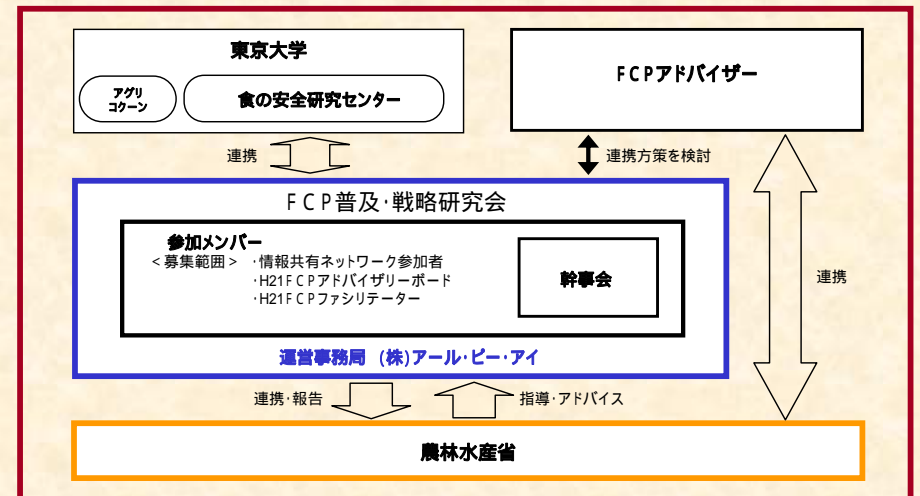 東京大学
アグリ
コクーン
食の安全研究センター
FCPアドバイザー
連携
連携方策を検討
FCP普及・戦略研究会
参加メンバー
<募集範囲> ・情報共有ネットワーク参加者
・H21FCPアドバイザリーボード
・H21FCPファシリテーター
幹事会
連携
運営事務局 (株)アール・ピー・アイ
連携・報告
指導・アドバイス
農林水産省